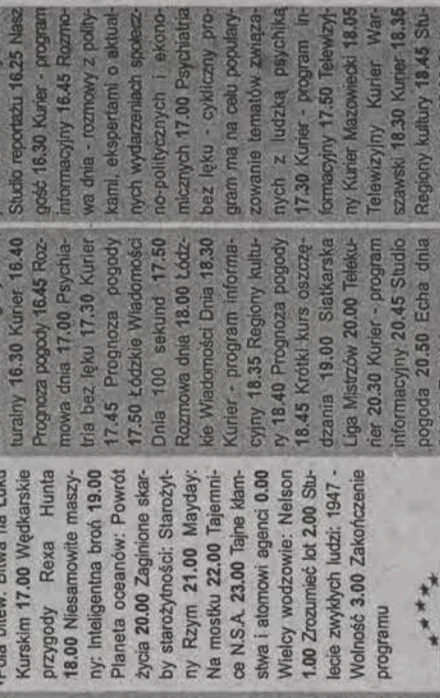 Pola bitew: Bitwa na Łuku
Kurskim 17.00 Wędkarskie
przygody Rexa Hunta
18.00 Niesamowite maszy-
ny: Inteligentna broń 19.00
Planeta oceanów: Powrót
życia 20.00 Zaginione skar-
by starożytności: Starożyt-
ny Rzym 21.00 Mayday:
Na mostku 22.00 Tajemni-
ce N.S.A. 23.00 Tajne kłam-
stwa i atomowi agenci 0.00
Wielcy wodzowie: Nelson
1.00 Zrozumieć lot 2.00 Stu-
lecie zwykłych ludzi: 1947 -
Wolność 3.00 Zakończenie
programu
turalny 16.30 Kurier 16.40
Prognoza pogody 16.45 Roz-
mowa dnia 17.00 Psychia-
tria bez lęku 17.30 Kurier
17.45 Prognoza pogody
17.50 Łódzkie Wiadomości
Dnia 100 sekund 17.50
Rozmowa dnia 18.00 Łódz-
kie Wiadomości Dnia 18.30
Kurier - program informa-
cyjny 18.35 Regiony kultu-
ry 18.40 Prognoza pogody
18.45 Krótki kurs oszczę-
dzania 19.00 Siatkarska
Liga Mistrzów 20.00 Teleku-
rier 20.30 Kurier - program
informacyjny 20.45 Studio
pogoda 20.50 Echa dnia
Studio reportażu 16.25 Nasz
gość 16.30 Kurier - program
informacyjny 16.45 Rozmo-
wa dnia - rozmowy z polity-
kami, ekspertami o aktual-
nych wydarzeniach społecz-
no-politycznych i ekono-
micznych 17.00 Psychiatria
bez lęku - cykliczny pro-
gram ma na celu populary-
zowanie tematów związa-
nych z ludzką psychiką
17.30 Kurier - program in-
formacyjny 17.50 Telewizyj-
ny Kurier Mazowiecki 18.05
Telewizyjny Kurier War-
szawski 18.30 Kurier 18.35
Regiony kultury 18.45 Stu-